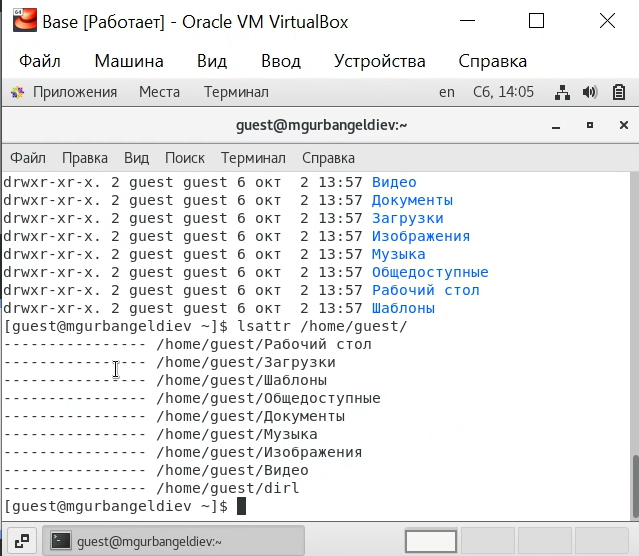 64
Base [Работает] - Oracle VM VirtualBox
Файл Машина Вид Ввод Устройства Справка
Приложения Места Терминал en Сб, 14:05
guest@mgurbangeldiev:~
Файл Правка Вид Поиск Терминал Справка
drwxr-xr-x. 2 guest guest 6 окт  2 13:57 Видео
drwxr-xr-x. 2 guest guest 6 окт  2 13:57 Документы
drwxr-xr-x. 2 guest guest 6 окт  2 13:57 Загрузки
drwxr-xr-x. 2 guest guest 6 окт  2 13:57 Изображения
drwxr-xr-x. 2 guest guest 6 окт  2 13:57 Музыка
drwxr-xr-x. 2 guest guest 6 окт  2 13:57 Общедоступные
drwxr-xr-x. 2 guest guest 6 окт  2 13:57 Рабочий стол
drwxr-xr-x. 2 guest guest 6 окт  2 13:57 Шаблоны
[guest@mgurbangeldiev ~]$ lsattr /home/guest/
---------------- /home/guest/Рабочий стол
---------------- /home/guest/Загрузки
---------------- /home/guest/Шаблоны
---------------- /home/guest/Общедоступные
---------------- /home/guest/Документы
---------------- /home/guest/Музыка
---------------- /home/guest/Изображения
---------------- /home/guest/Видео
---------------- /home/guest/dirl
[guest@mgurbangeldiev ~]$
guest@mgurbangeldiev:~